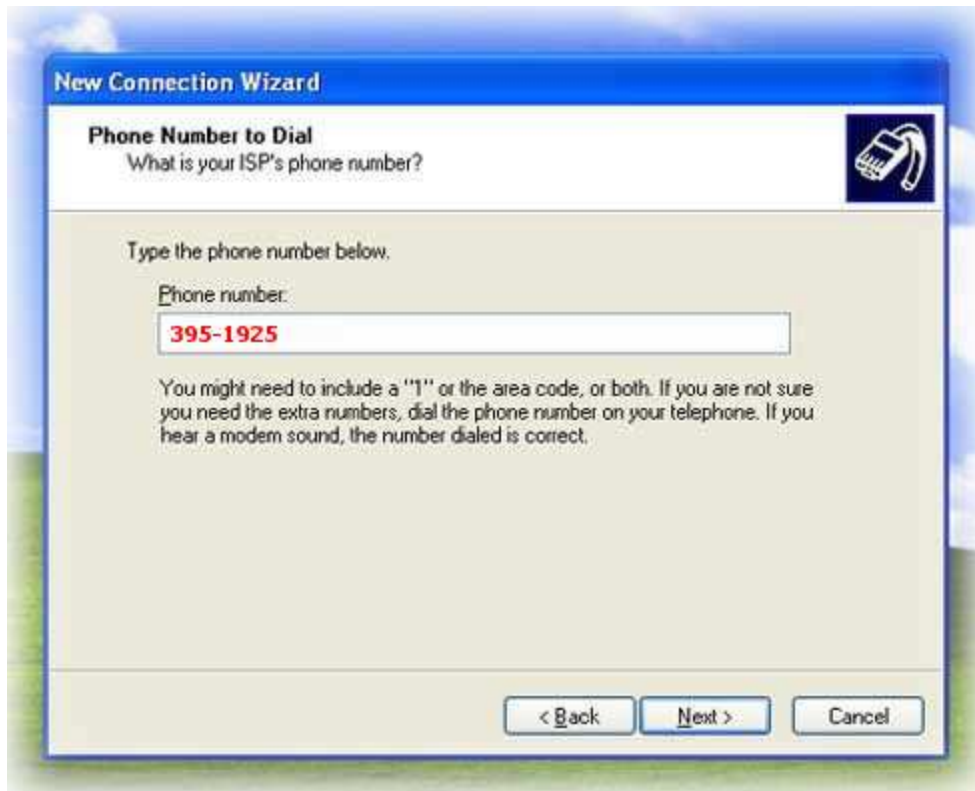 New Connection Wizard
Phone Number to Dial
What is your ISP's phone number?
Type the phone number below.
Phone number:
395-1925
You might need to include a "1" or the area code, or both. If you are not sure
you need the extra numbers, dial the phone number on your telephone. If you
hear a modem sound, the number dialed is correct.
< Back
Next >
Cancel